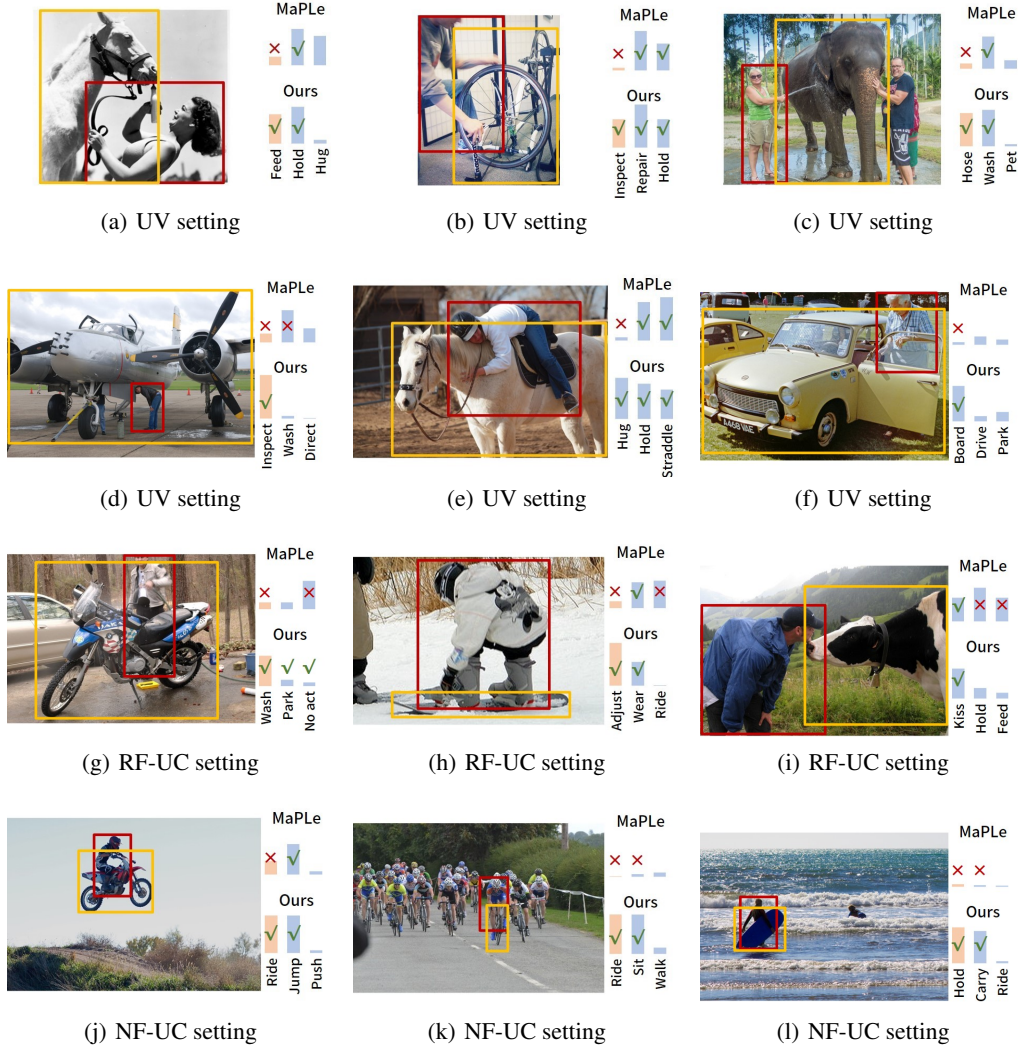 MaPLe
Ours
Feed
Hold
Hug
(a) UV setting
MaPLe
Ours
Inspect
Repair
Hold
(b) UV setting
MaPLe
Ours
Hose
Wash
Pet
(c) UV setting
MaPLe
Ours
Inspect
Wash
Direct
(d) UV setting
MaPLe
Ours
Hug
Hold
Straddle
(e) UV setting
MaPLe
Ours
Board
Drive
Park
A468 VAE
(f) UV setting
MaPLe
Ours
Wash
Park
No act
(g) RF-UC setting
MaPLe
Ours
Adjust
Wear
Ride
(h) RF-UC setting
MaPLe
Ours
Kiss
Hold
Feed
(i) RF-UC setting
MaPLe
Ours
Ride
Jump
Push
(j) NF-UC setting
MaPLe
Ours
Ride
Sit
Walk
(k) NF-UC setting
MaPLe
Ours
Hold
Carry
Ride
(l) NF-UC setting